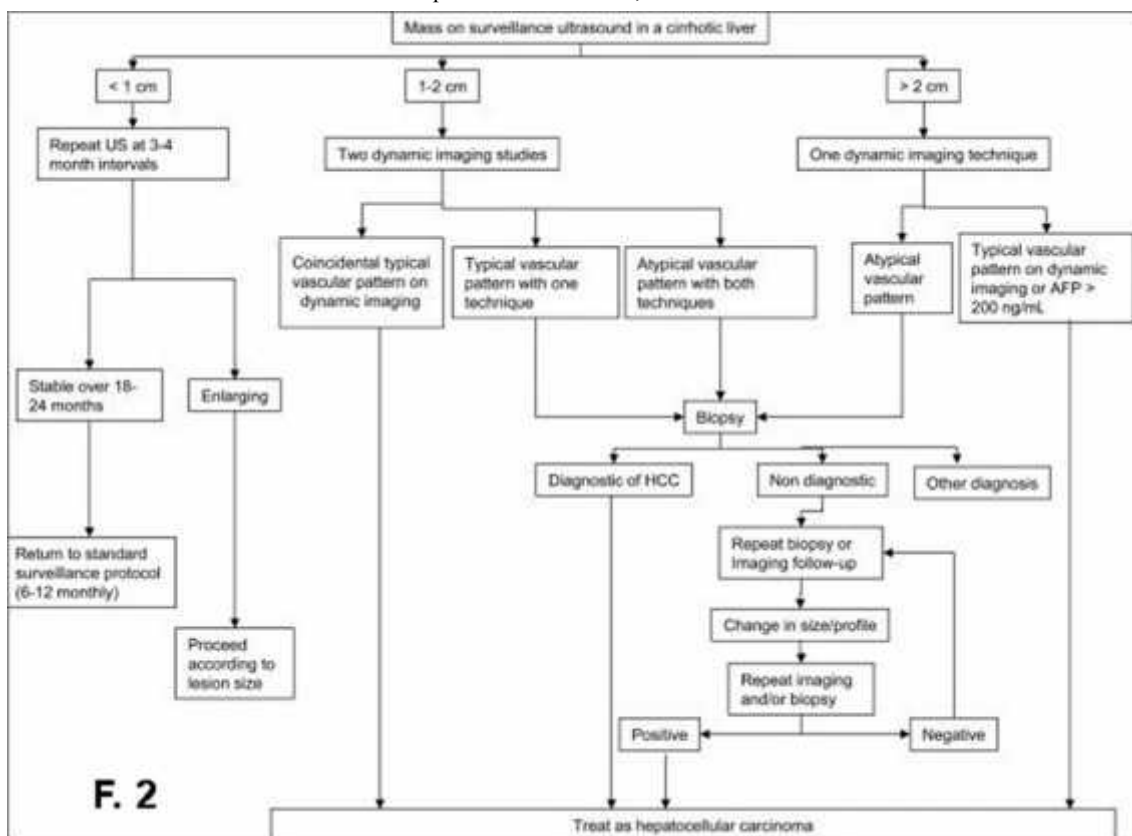 Mass on surveillance ultrasound in a cirrhotic liver
< 1 cm
1-2 cm
> 2 cm
Repeat US at 3-4
month intervals
Two dynamic imaging studies
One dynamic imaging technique
Coincidental typical
vascular pattern on
dynamic imaging
Typical vascular
pattern with one
technique
Atypical vascular
pattern with both
techniques
Atypical
vascular
pattern
Typical vascular
pattern on dynamic
imaging or AFP >
200 ng/mL
Stable over 18-
24 months
Enlarging
Biopsy
Diagnostic of HCC
Non diagnostic
Other diagnosis
Return to standard
surveillance protocol
(6-12 monthly)
Repeat biopsy or
Imaging follow-up
Change in size/profile
Proceed
according to
lesion size
Repeat imaging
and/or biopsy
Positive
Negative
F. 2
Treat as hepatocellular carcinoma